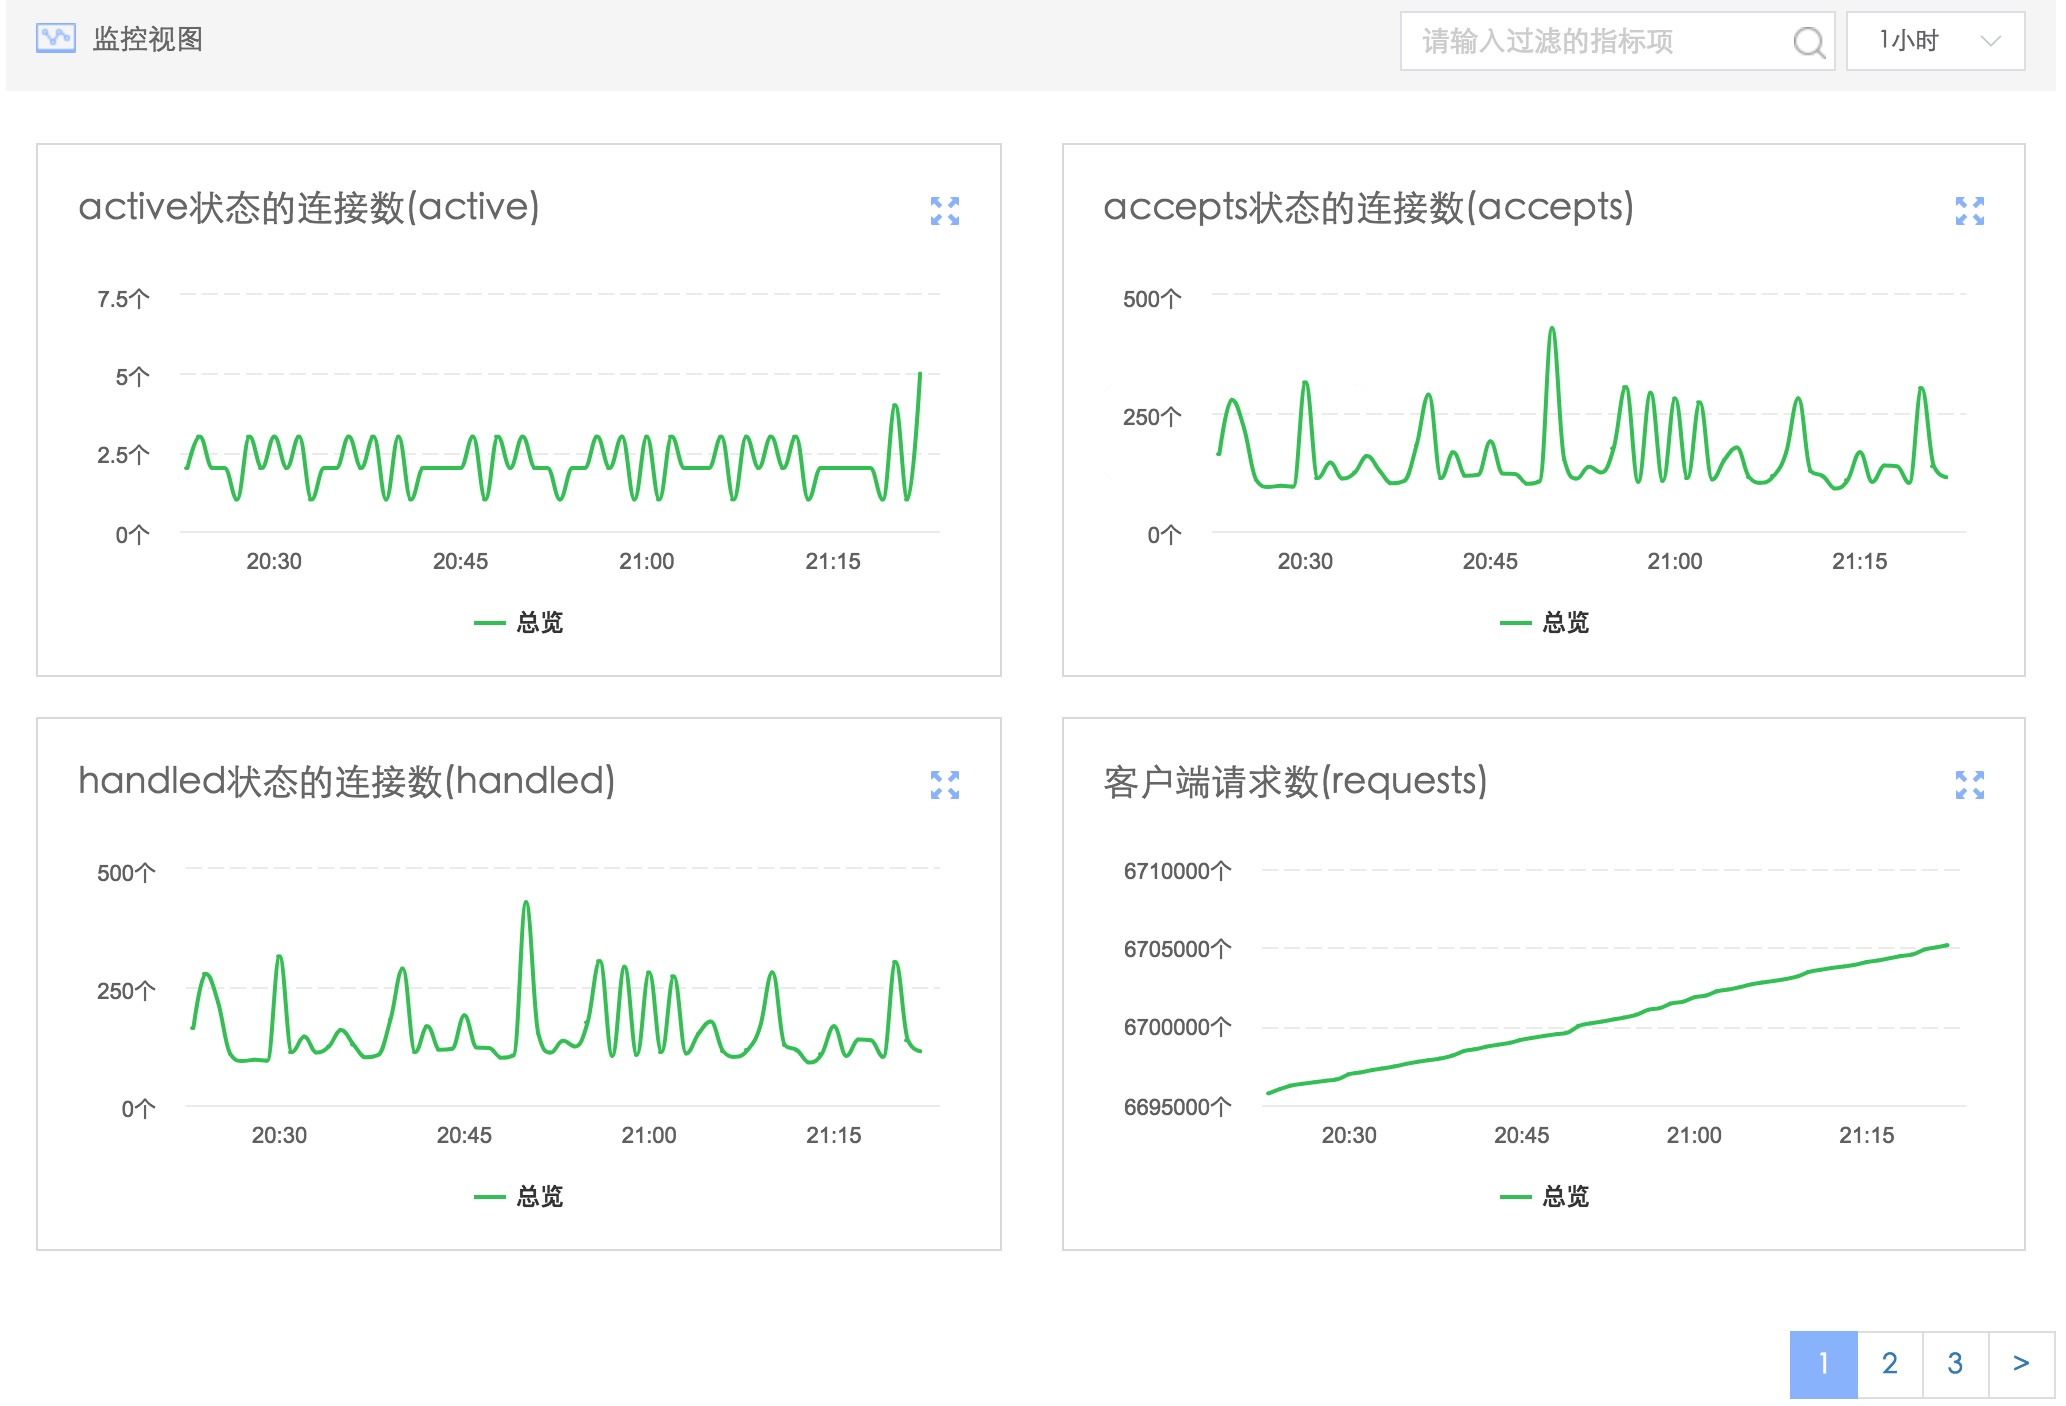 监控视图
请输入过滤的指标项
1小时
active状态的连接数(active)
7.5个
5个
2.5个
0个
20:30 20:45 21:00 21:15
总览
accepts状态的连接数(accepts)
500个
250个
0个
20:30 20:45 21:00 21:15
总览
handled状态的连接数(handled)
500个
250个
0个
20:30 20:45 21:00 21:15
总览
客户端请求数(requests)
6710000个
6705000个
6700000个
6695000个
20:30 20:45 21:00 21:15
总览
1 2 3 >